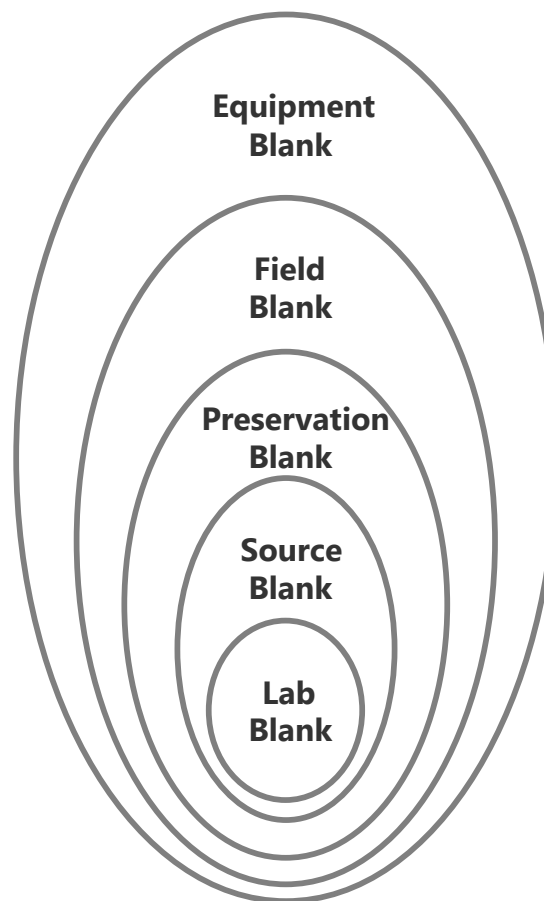 Equipment
Blank
Field
Blank
Preservation
Blank
Source
Blank
Lab
Blank